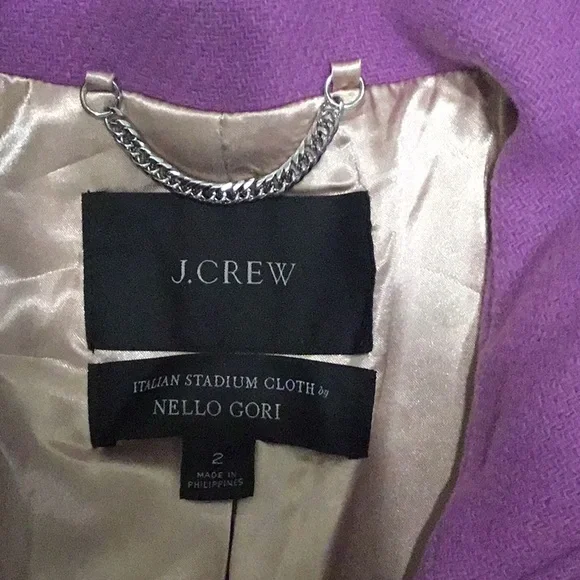 J.CREW
ITALIAN STADIUM CLOTH by
NELLO GORI
2
MADE IN
PHILIPPINES